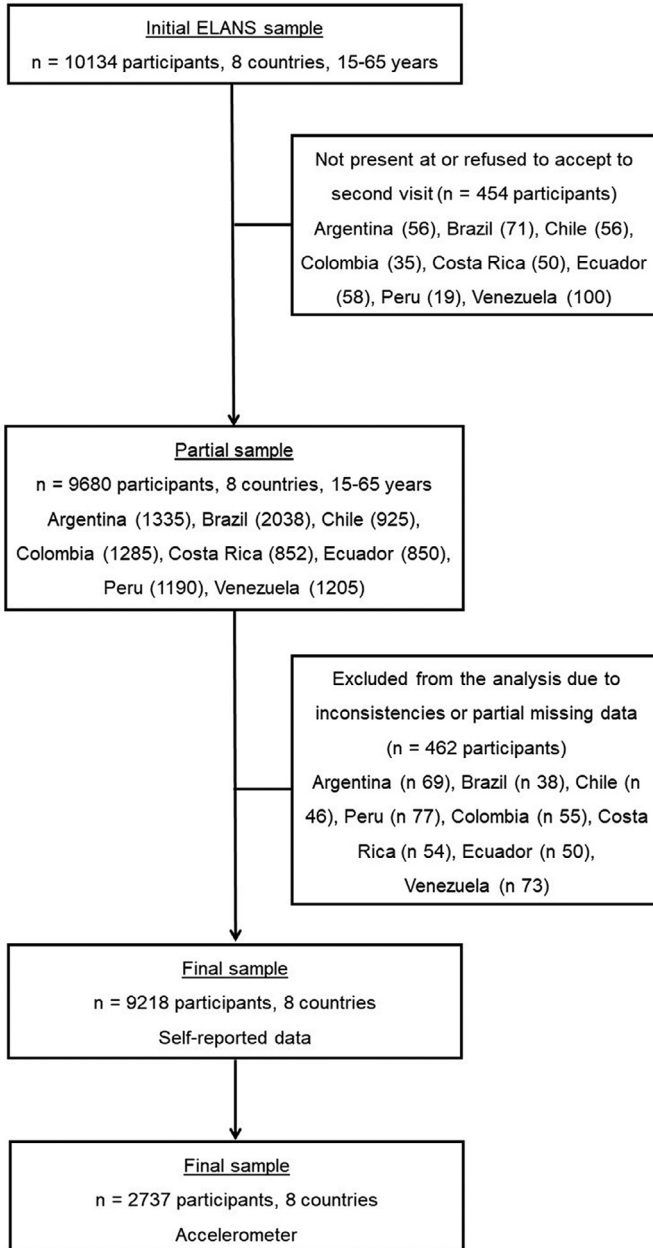 Initial ELANS sample
n = 10134 participants, 8 countries, 15-65 years
Not present at or refused to accept to
second visit (n = 454 participants)
Argentina (56), Brazil (71), Chile (56),
Colombia (35), Costa Rica (50), Ecuador
(58), Peru (19), Venezuela (100)
Partial sample
n = 9680 participants, 8 countries, 15-65 years
Argentina (1335), Brazil (2038), Chile (925),
Colombia (1285), Costa Rica (852), Ecuador (850),
Peru (1190), Venezuela (1205)
Excluded from the analysis due to
inconsistencies or partial missing data
(n = 462 participants)
Argentina (n 69), Brazil (n 38), Chile (n
46), Peru (n 77), Colombia (n 55), Costa
Rica (n 54), Ecuador (n 50),
Venezuela (n 73)
Final sample
n = 9218 participants, 8 countries
Self-reported data
Final sample
n = 2737 participants, 8 countries
Accelerometer